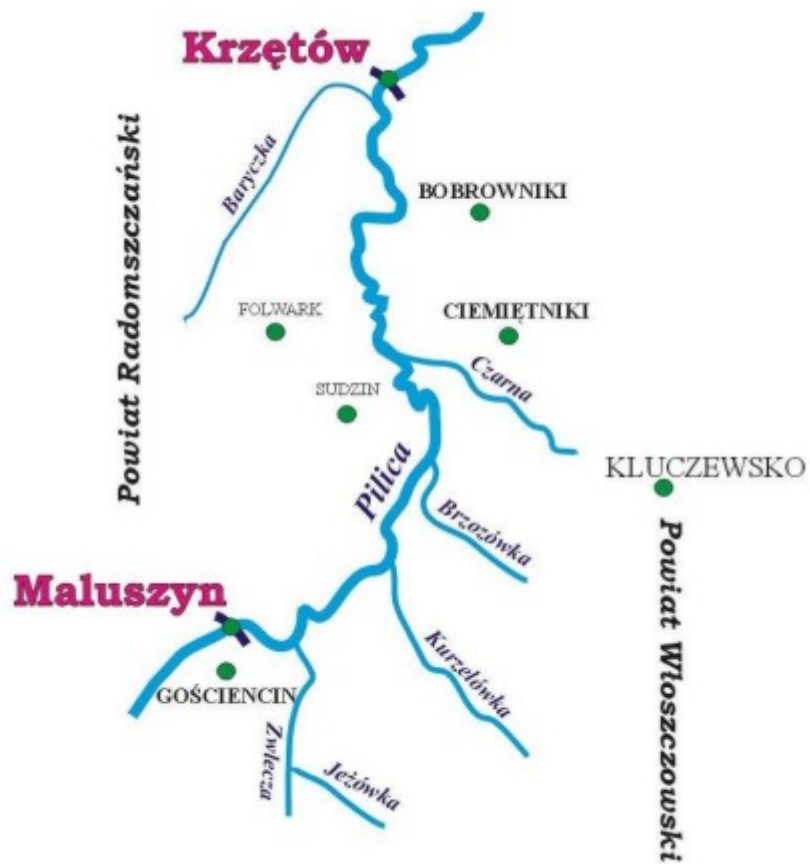 Krzętów
Baryczka
BOBROWNIKI
Powiat Radomszczański
FOLWARK
CIEMIĘTNIKI
Czarna
SUDZIN
Pilica
KLUCZEWSKO
Brzozówka
Powiat Włoszczowski
Maluszyn
Kurzelówka
GOŚCIENCIN
Zwlecza
Jeżówka